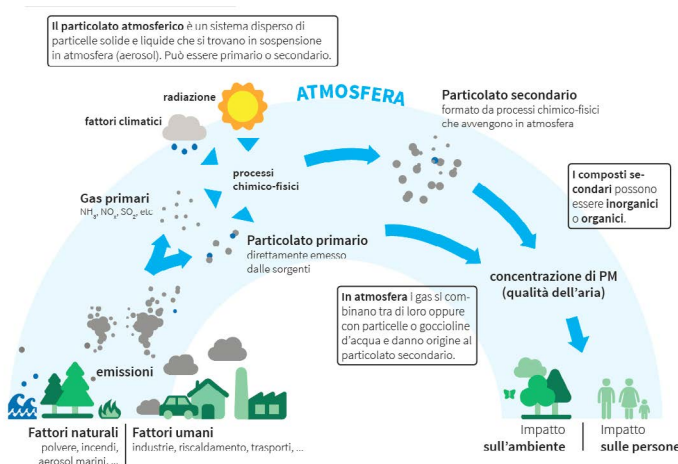 Il particolato atmosferico è un sistema disperso di
particelle solide e liquide che si trovano in sospensione
in atmosfera (aerosol). Può essere primario o secondario.
ATMOSFERA
radiazione
fattori climatici
processi
chimico-fisici
Particolato secondario
formato da processi chimico-fisici
che avvengono in atmosfera
I composti se-
condari possono
essere inorganici
o organici.
Gas primari
NH₃, NOₓ, SO₂, etc
Particolato primario
direttamente emesso
dalle sorgenti
concentrazione di PM
(qualità dell'aria)
In atmosfera I gas si com-
binano tra di loro oppure
con particelle o goccioline
d'acqua e danno origine al
particolato secondario.
emissioni
Fattori naturali
polvere, incendi,
aerosol marini, ...
Fattori umani
industrie, riscaldamento, trasporti, ...
Impatto
sull'ambiente
Impatto
sulle persone